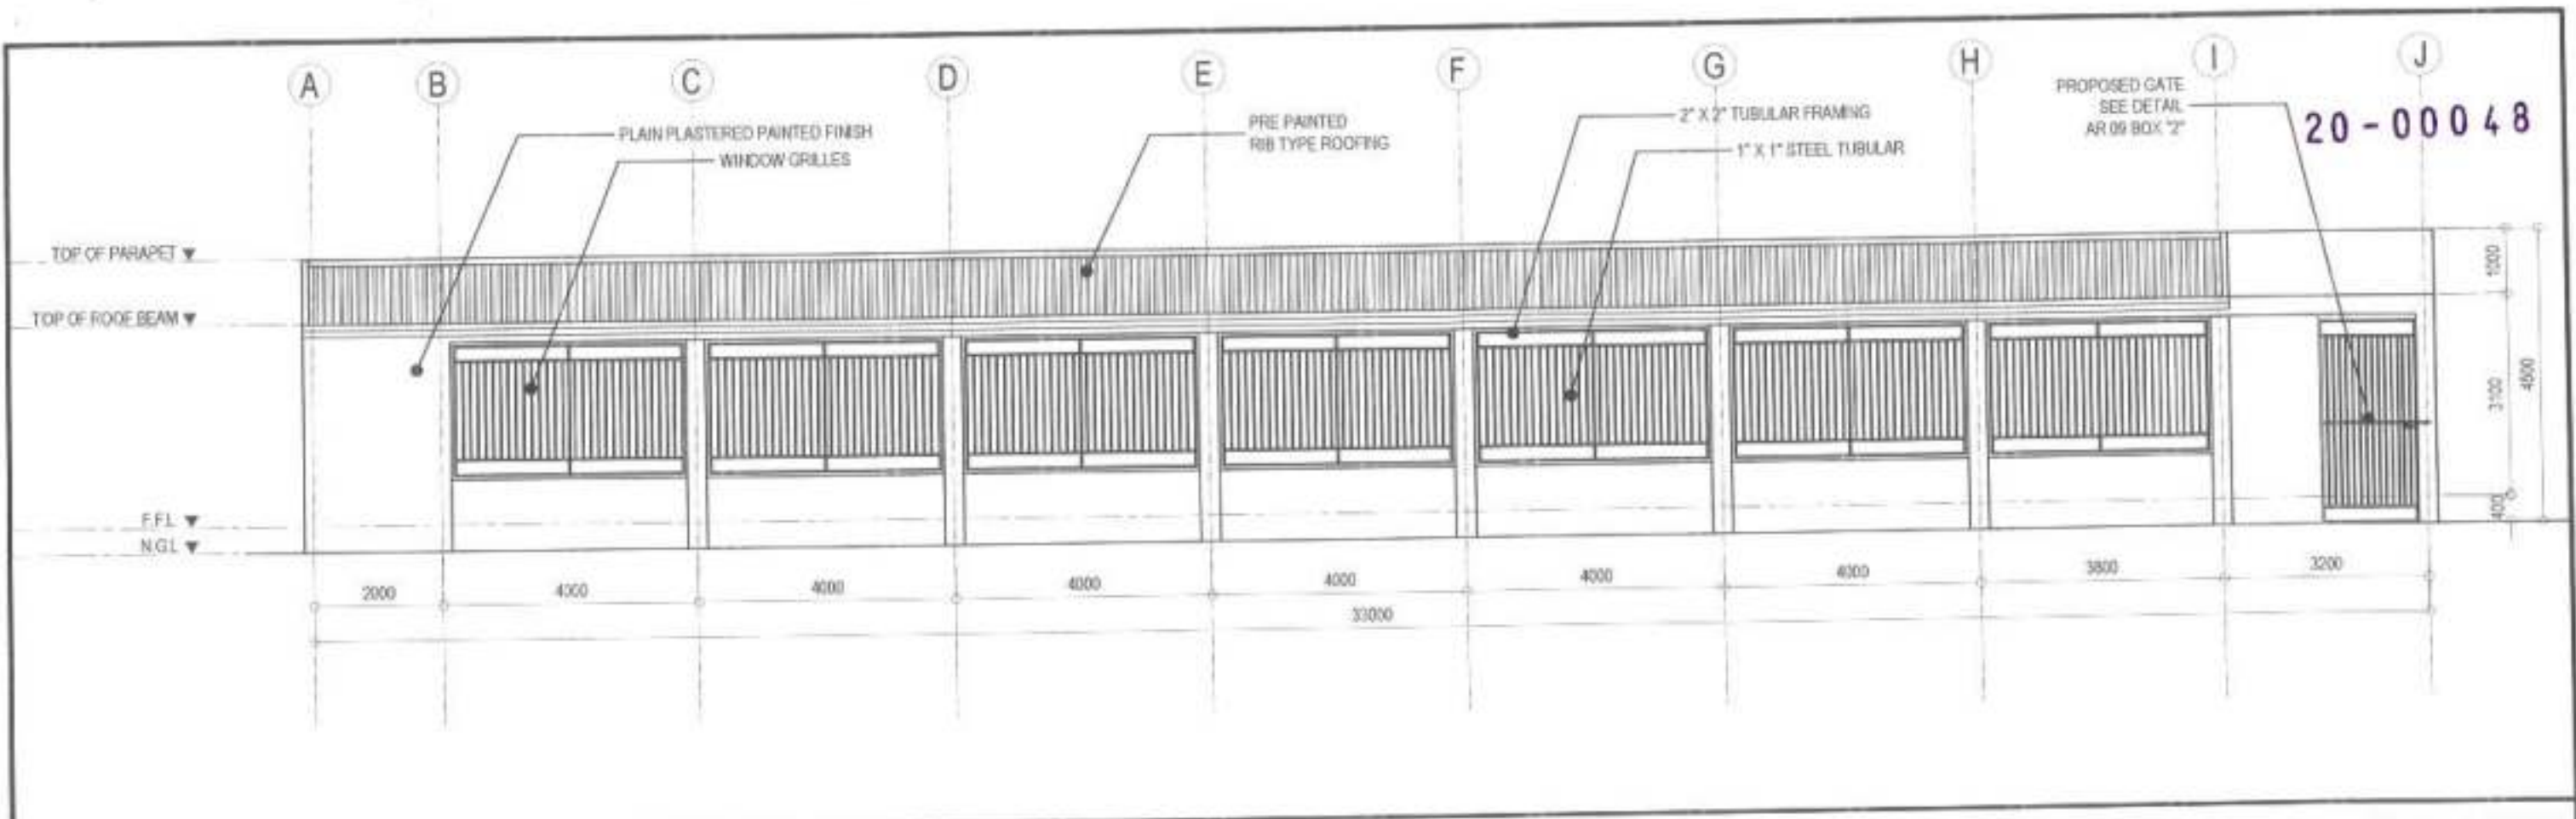 A B C D E F G H I J
PLAIN PLASTERED PAINTED FINISH
WINDOW GRILLES
PRE PAINTED
RIB TYPE ROOFING
2" X 2" TUBULAR FRAMING
1" X 1" STEEL TUBULAR
PROPOSED GATE
SEE DETAIL
AR 09 BOX "2"
20-00048
TOP OF PARAPET
TOP OF ROOF BEAM
F.F.L
N.G.L
1000
3100
400
4500
2000 4000 4000 4000 4000 4000 4000 3800 3200
33000